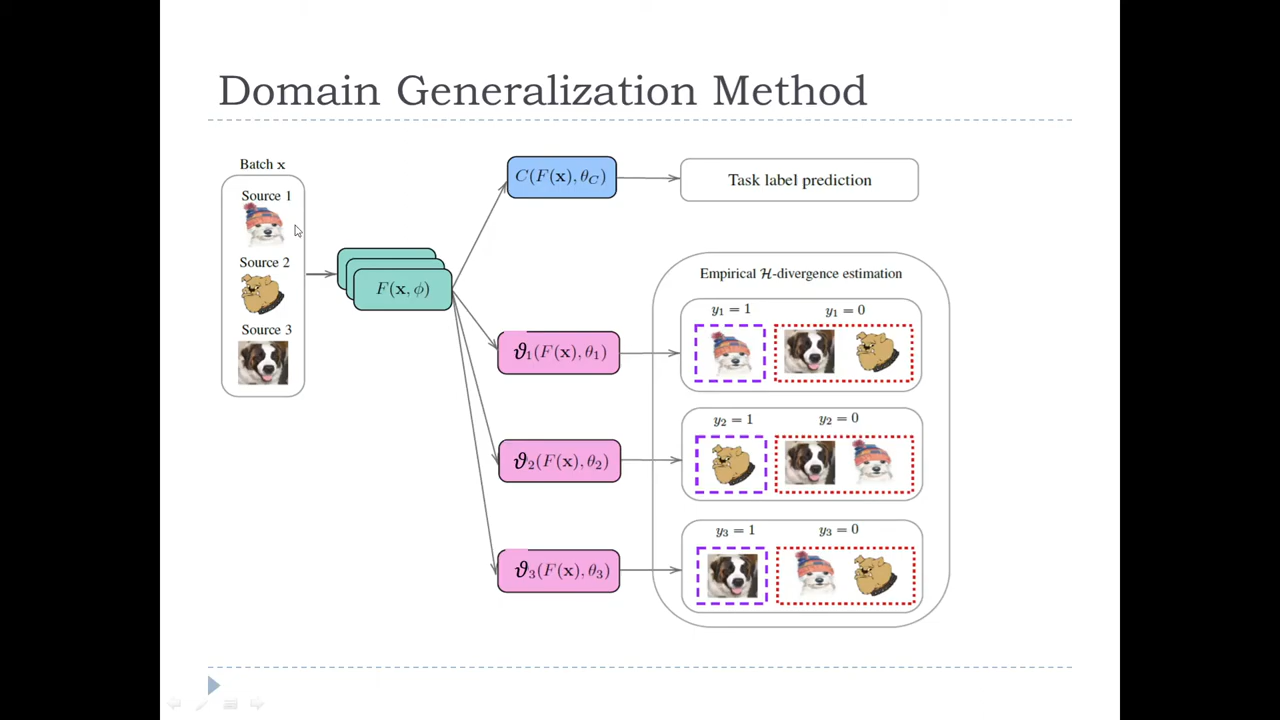 Domain Generalization Method
Batch x
Source 1
Source 2
Source 3
F(x, ϕ)
C(F(x), θ_C)
Task label prediction
Empirical ℋ-divergence estimation
ϑ₁(F(x), θ₁)
y₁ = 1 y₁ = 0
ϑ₂(F(x), θ₂)
y₂ = 1 y₂ = 0
ϑ₃(F(x), θ₃)
y₃ = 1 y₃ = 0